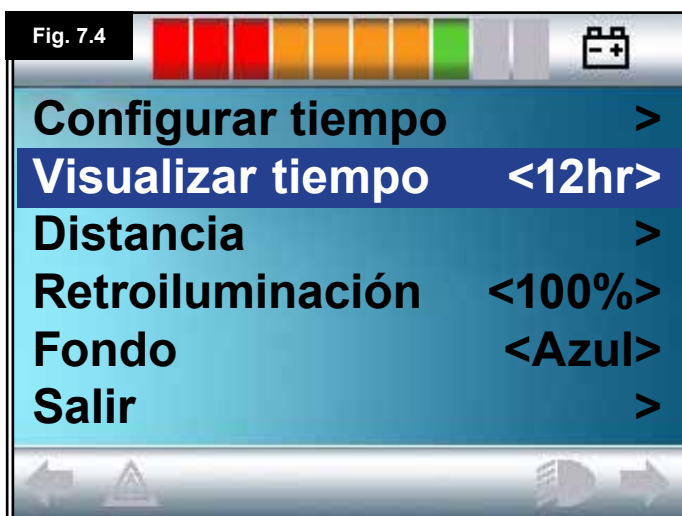 Fig. 7.4
Configurar tiempo >
Visualizar tiempo <12hr>
Distancia >
Retroiluminación <100%>
Fondo <Azul>
Salir >